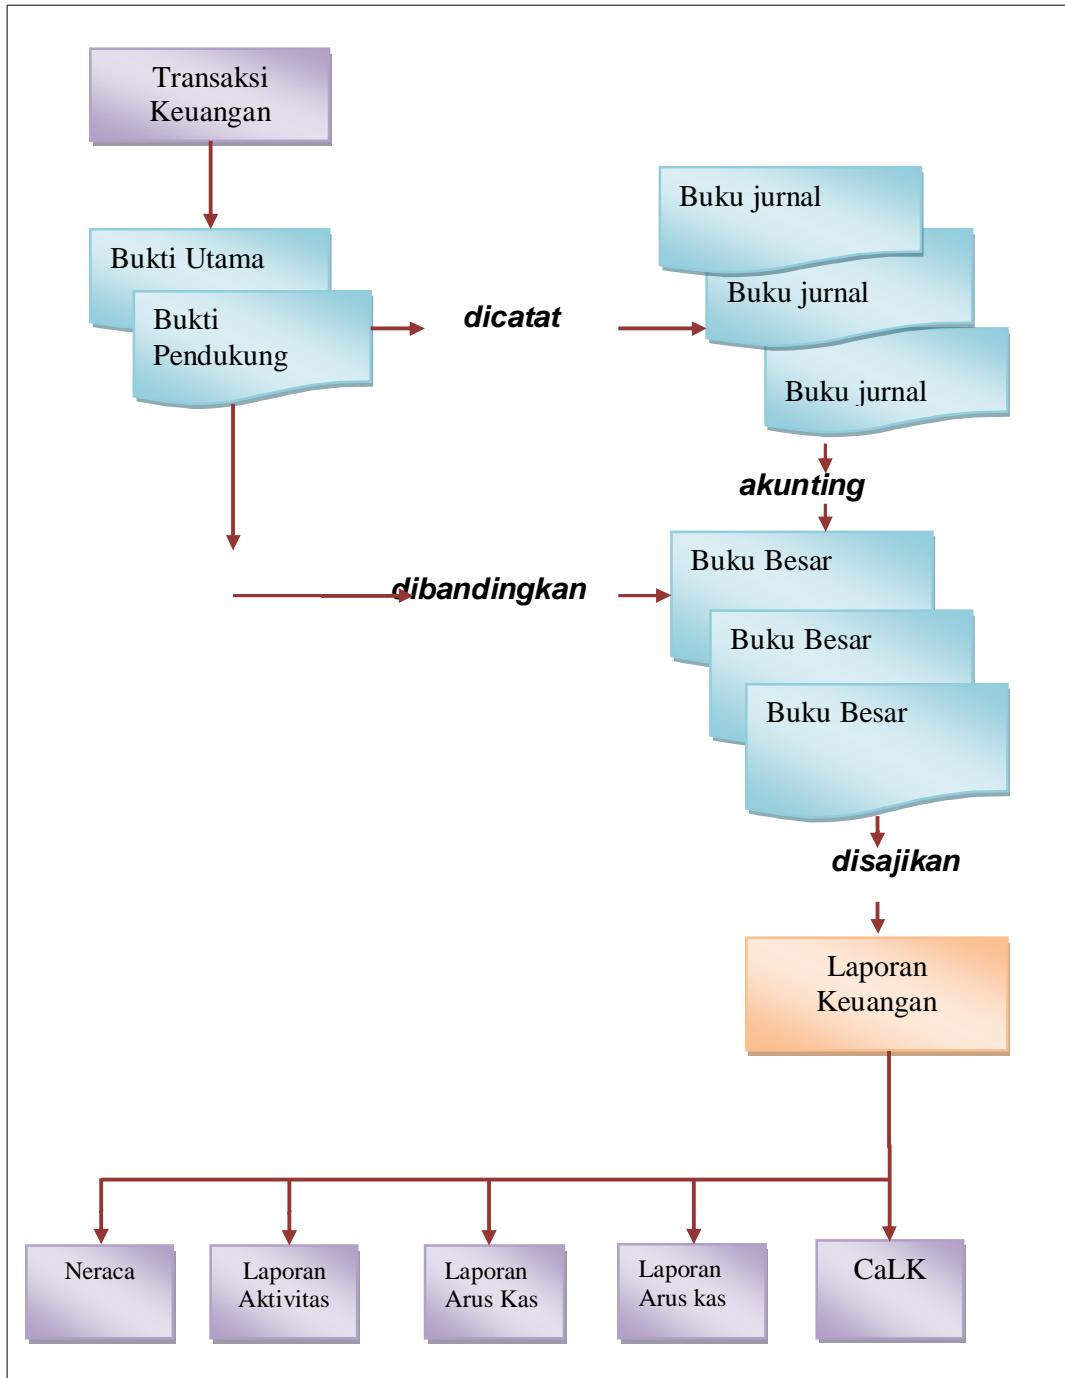 Transaksi
Keuangan
Bukti Utama
Bukti
Pendukung
dicatat
Buku jurnal
Buku jurnal
Buku jurnal
akunting
dibandingkan
Buku Besar
Buku Besar
Buku Besar
disajikan
Laporan
Keuangan
Neraca
Laporan
Aktivitas
Laporan
Arus Kas
Laporan
Arus kas
CaLK